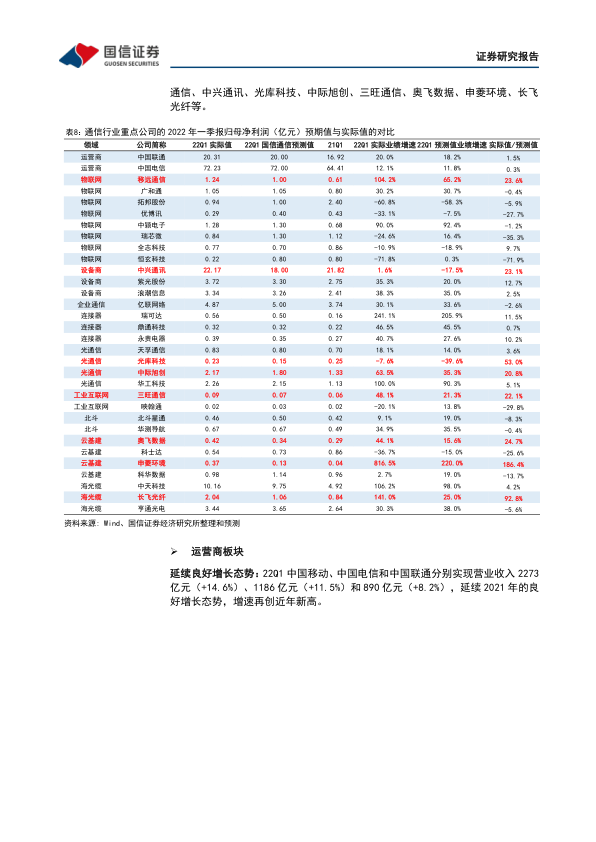 国信证券
GUOSEN SECURITIES
证券研究报告
通信、中兴通讯、光库科技、中际旭创、三旺通信、奥飞数据、申菱环境、长飞
光纤等。
表8：通信行业重点公司的 2022 年一季报归母净利润（亿元）预期值与实际值的对比
领域 公司简称 22Q1 实际值 22Q1 国信通信预测值 21Q1 22Q1 实际业绩增速 22Q1 预测值业绩增速 实际值/预测值
运营商 中国联通 20.31 20.00 16.92 20.0% 18.2% 1.5%
运营商 中国电信 72.23 72.00 64.41 12.1% 11.8% 0.3%
物联网 移远通信 1.24 1.00 0.61 104.2% 65.2% 23.6%
物联网 广和通 1.05 1.05 0.80 30.2% 30.7% -0.4%
物联网 拓邦股份 0.94 1.00 2.40 -60.8% -58.3% -5.9%
物联网 优博讯 0.29 0.40 0.43 -33.1% -7.5% -27.7%
物联网 中颖电子 1.28 1.30 0.68 90.0% 92.4% -1.2%
物联网 瑞芯微 0.84 1.30 1.12 -24.6% 16.4% -35.3%
物联网 全志科技 0.77 0.70 0.86 -10.9% -18.9% 9.7%
物联网 恒玄科技 0.22 0.80 0.80 -71.8% 0.3% -71.9%
设备商 中兴通讯 22.17 18.00 21.82 1.6% -17.5% 23.1%
设备商 紫光股份 3.72 3.30 2.75 35.3% 20.0% 12.7%
设备商 浪潮信息 3.34 3.26 2.41 38.3% 35.0% 2.5%
企业通信 亿联网络 4.87 5.00 3.74 30.1% 33.6% -2.6%
连接器 瑞可达 0.56 0.50 0.16 241.1% 205.9% 11.5%
连接器 鼎通科技 0.32 0.32 0.22 46.5% 45.5% 0.7%
连接器 永贵电器 0.39 0.35 0.27 40.7% 27.6% 10.2%
光通信 天孚通信 0.83 0.80 0.70 18.1% 14.0% 3.6%
光通信 光库科技 0.23 0.15 0.25 -7.6% -39.6% 53.0%
光通信 中际旭创 2.17 1.80 1.33 63.5% 35.3% 20.8%
光通信 华工科技 2.26 2.15 1.13 100.0% 90.3% 5.1%
工业互联网 三旺通信 0.09 0.07 0.06 48.1% 21.3% 22.1%
工业互联网 映翰通 0.02 0.03 0.02 -20.1% 13.8% -29.8%
北斗 北斗星通 0.46 0.50 0.42 9.1% 19.0% -8.3%
北斗 华测导航 0.67 0.67 0.49 34.9% 35.5% -0.4%
云基建 奥飞数据 0.42 0.34 0.29 44.1% 15.6% 24.7%
云基建 科士达 0.54 0.73 0.86 -36.7% -15.0% -25.6%
云基建 申菱环境 0.37 0.13 0.04 816.5% 220.0% 186.4%
云基建 科华数据 0.98 1.14 0.96 2.7% 19.0% -13.7%
海光缆 中天科技 10.16 9.75 4.92 106.2% 98.0% 4.2%
海光缆 长飞光纤 2.04 1.06 0.84 141.0% 25.0% 92.8%
海光缆 亨通光电 3.44 3.65 2.64 30.3% 38.0% -5.6%
资料来源：Wind、国信证券经济研究所整理和预测
➢ 运营商板块
延续良好增长态势：22Q1 中国移动、中国电信和中国联通分别实现营业收入 2273
亿元（+14.6%）、1186 亿元（+11.5%）和 890 亿元（+8.2%），延续 2021 年的良
好增长态势，增速再创近年新高。